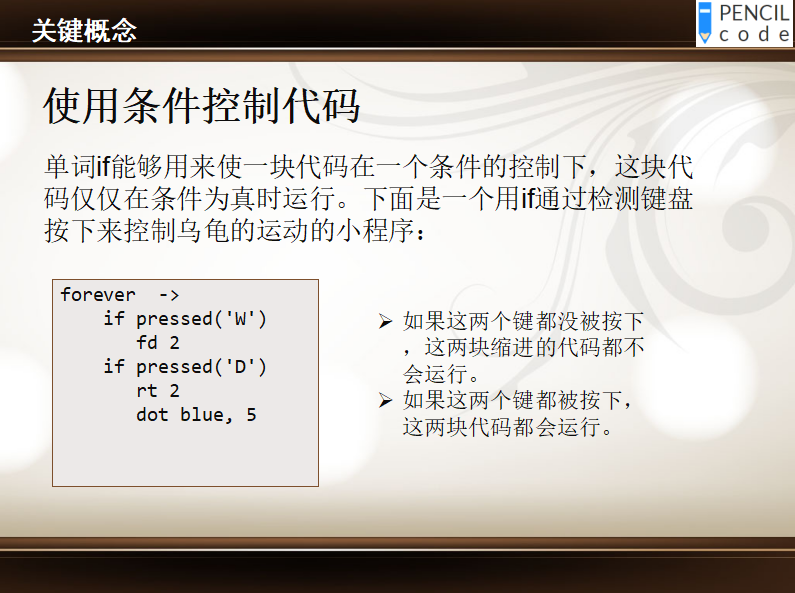 关键概念
PENCIL
code
使用条件控制代码
单词if能够用来使一块代码在一个条件的控制下，这块代
码仅仅在条件为真时运行。下面是一个用if通过检测键盘
按下来控制乌龟的运动的小程序：
forever  ->
    if pressed('W')
       fd 2
    if pressed('D')
       rt 2
       dot blue, 5
➢ 如果这两个键都没被按下
，这两块缩进的代码都不
会运行。
➢ 如果这两个键都被按下，
这两块代码都会运行。